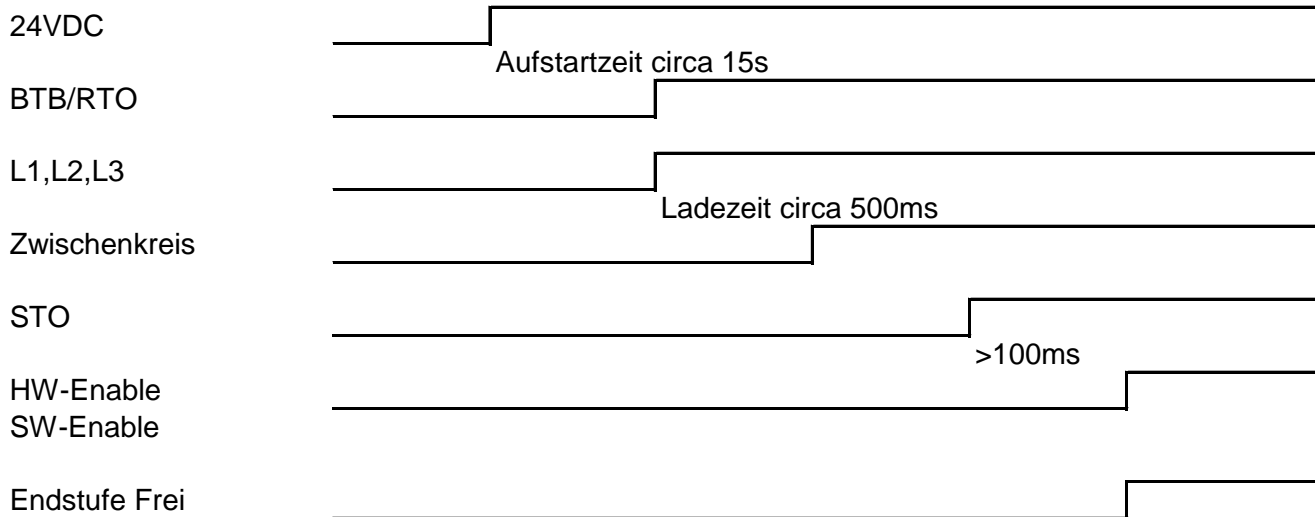 24VDC
Aufstartzeit circa 15s
BTB/RTO
L1,L2,L3
Ladezeit circa 500ms
Zwischenkreis
STO
>100ms
HW-Enable
SW-Enable
Endstufe Frei